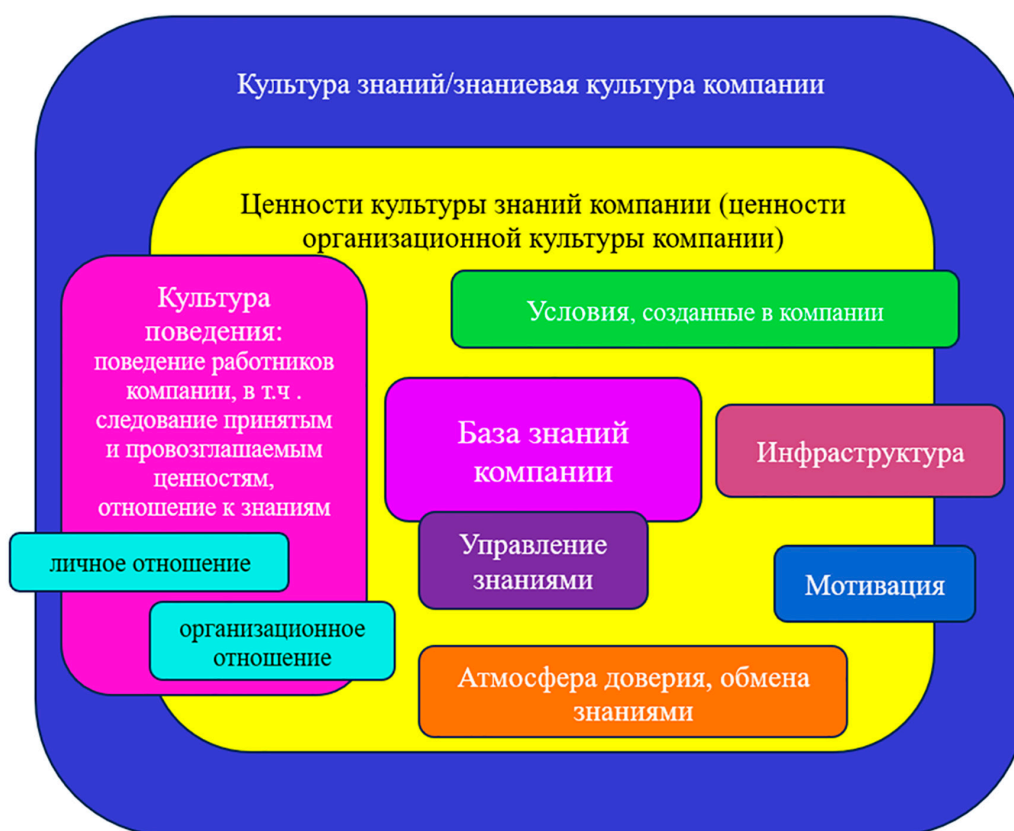 Культура знаний/знаниевая культура компании
Ценности культуры знаний компании (ценности
организационной культуры компании)
Культура
поведения:
поведение работников
компании, в т.ч .
следование принятым
и провозглашаемым
ценностям,
отношение к знаниям
личное отношение
организационное
отношение
Условия, созданные в компании
База знаний
компании
Инфраструктура
Управление
знаниями
Мотивация
Атмосфера доверия, обмена
знаниями